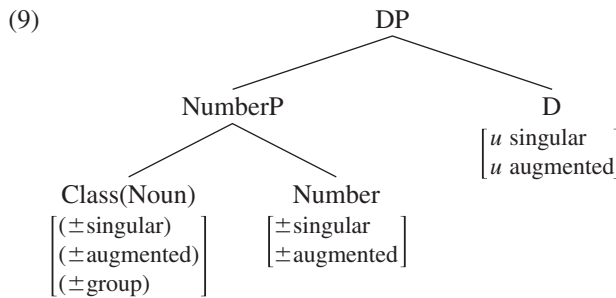 (9) DP
NumberP D
[u singular
u augmented]
Class(Noun) Number
[(±singular) [±singular
(±augmented) ±augmented]
(±group)]